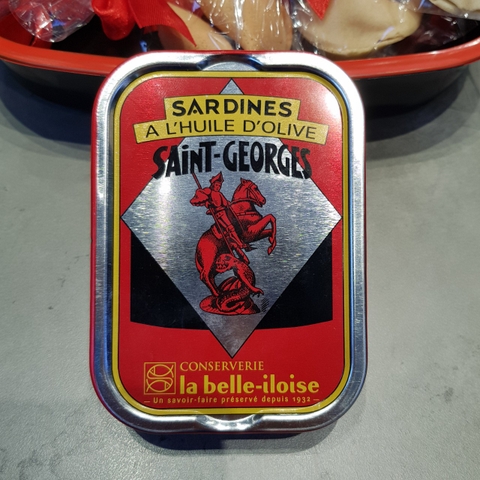 SARDINES
A L'HUILE D'OLIVE
SAiNT-GEORGES
CONSERVERIE
la belle-iloise
Un savoir-faire préservé depuis 1932